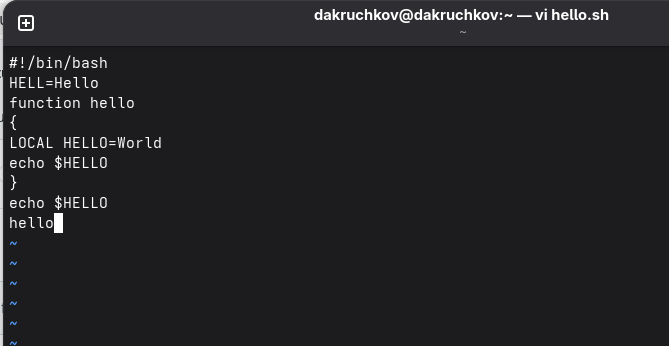 dakruchkov@dakruchkov:~ — vi hello.sh
~
#!/bin/bash
HELL=Hello
function hello
{
LOCAL HELLO=World
echo $HELLO
}
echo $HELLO
hello
~
~
~
~
~
~